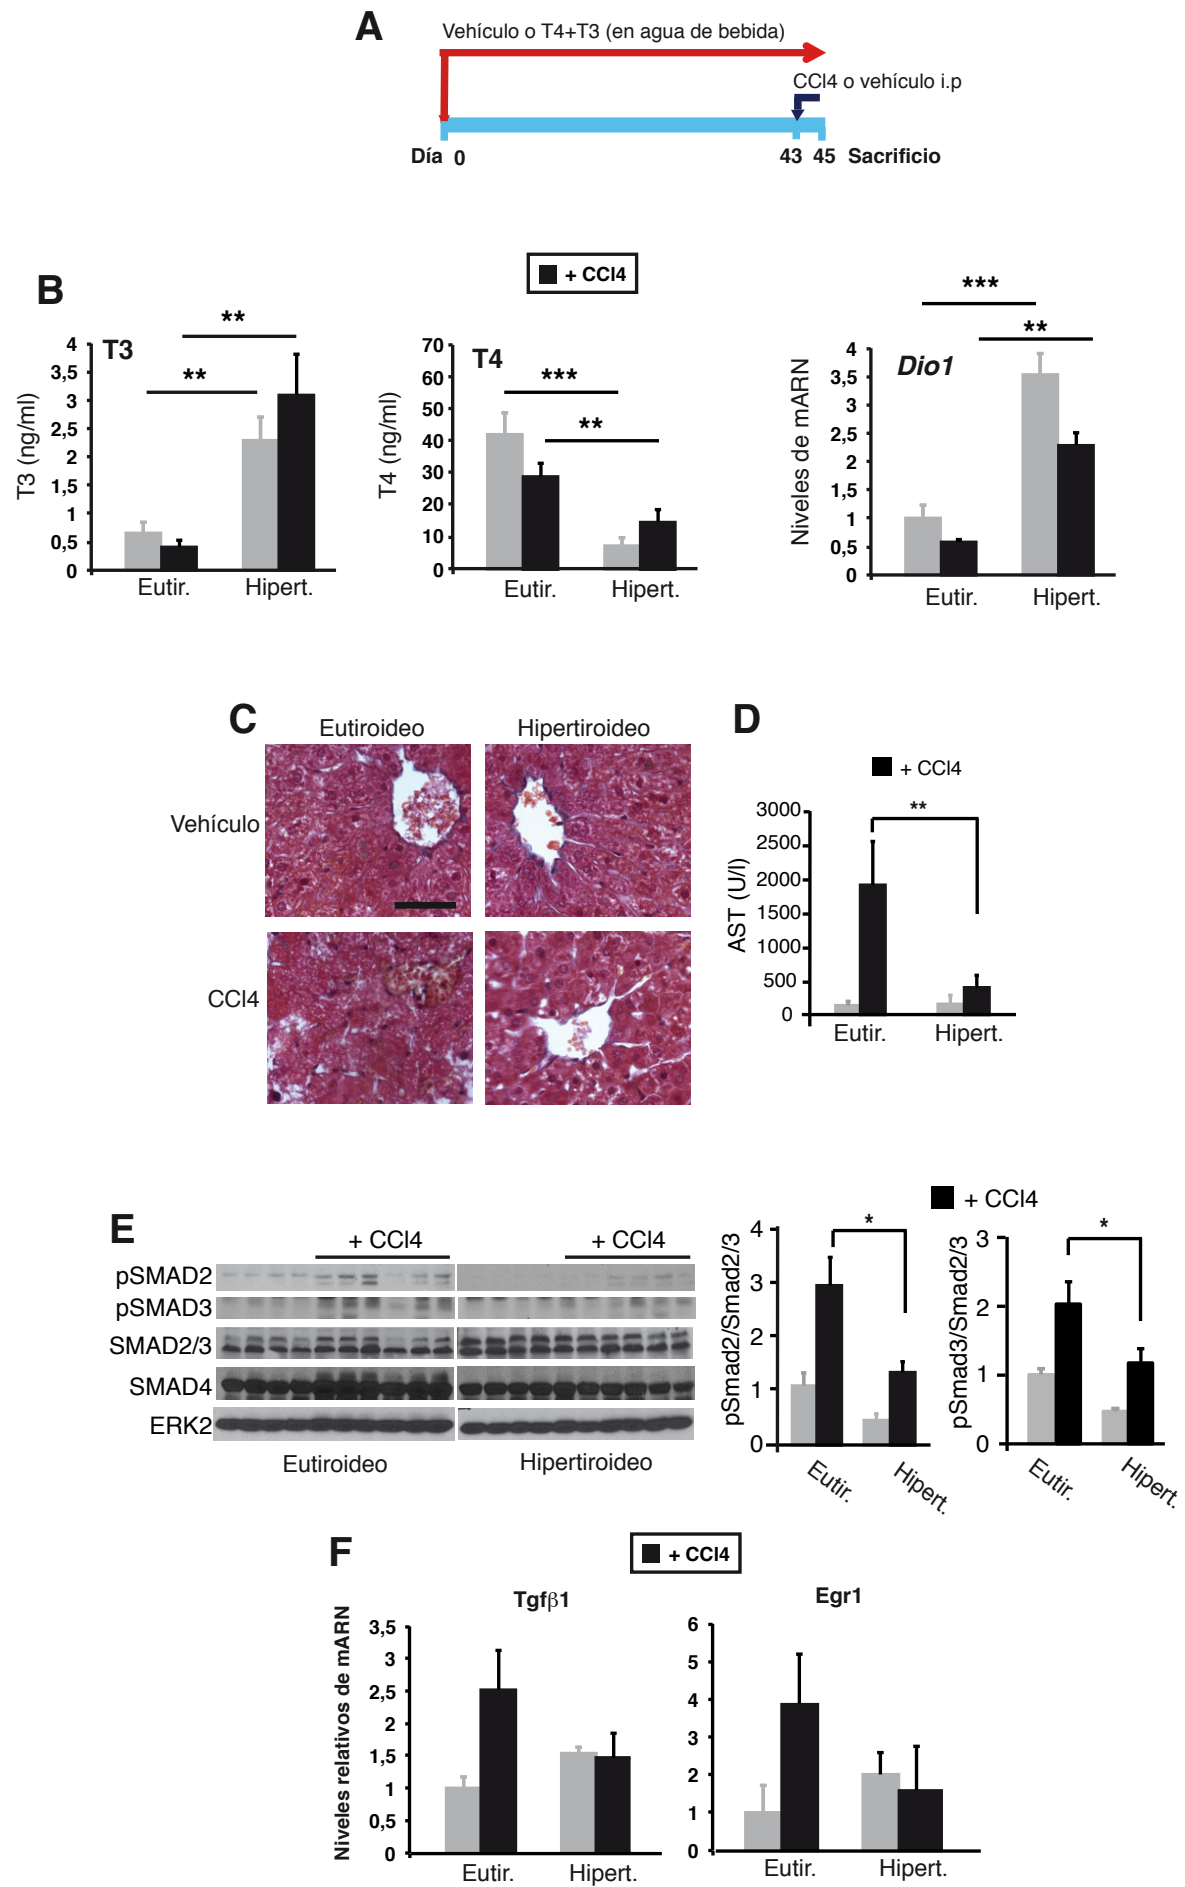 A
Vehículo o T4+T3 (en agua de bebida)
CCl4 o vehículo i.p
Día 0 43 45 Sacrificio
B
+ CCl4
T3
T3 (ng/ml)
4
3,5
3
2,5
2
1,5
1
0,5
0
**
**
Eutir. Hipert.
T4
T4 (ng/ml)
70
60
50
40
30
20
10
0
***
**
Eutir. Hipert.
Dio1
Niveles de mARN
4
3,5
3
2,5
2
1,5
1
0,5
0
***
**
Eutir. Hipert.
C
Eutiroideo Hipertiroideo
Vehículo
CCl4
D
+ CCl4
AST (U/l)
3000
2500
2000
1500
1000
500
0
**
Eutir. Hipert.
E
+ CCl4 + CCl4
pSMAD2
pSMAD3
SMAD2/3
SMAD4
ERK2
Eutiroideo Hipertiroideo
+ CCl4
pSmad2/Smad2/3
4
3
2
1
0
*
Eutir. Hipert.
pSmad3/Smad2/3
3
2
1
0
*
Eutir. Hipert.
F
+ CCl4
Tgfβ1
Niveles relativos de mARN
3,5
3
2,5
2
1,5
1
0,5
0
Eutir. Hipert.
Egr1
6
5
4
3
2
1
0
Eutir. Hipert.